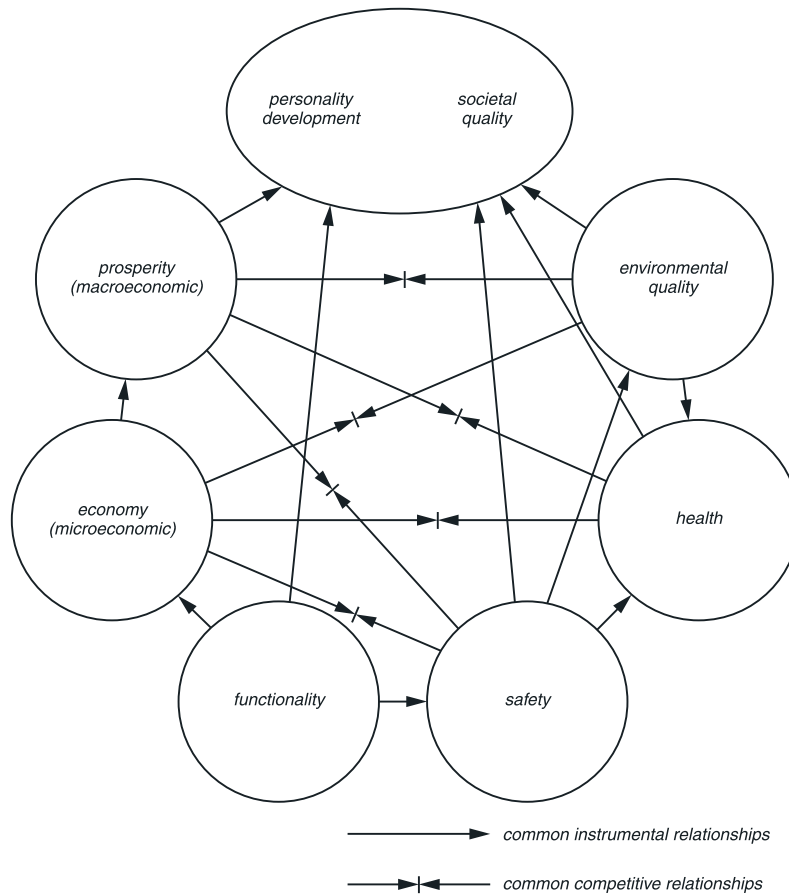 personality
development
societal
quality
prosperity
(macroeconomic)
environmental
quality
economy
(microeconomic)
health
functionality
safety
common instrumental relationships
common competitive relationships